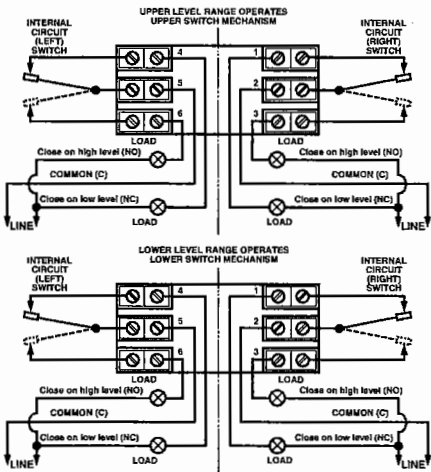 UPPER LEVEL RANGE OPERATES
UPPER SWITCH MECHANISM
INTERNAL
CIRCUIT
(LEFT)
SWITCH
INTERNAL
CIRCUIT
(RIGHT)
SWITCH
4
1
5
2
6
3
LOAD
LOAD
Close on high level (NO)
Close on high level (NO)
COMMON (C)
COMMON (C)
Close on low level (NC)
Close on low level (NC)
LINE
LOAD
LOAD
LINE
LOWER LEVEL RANGE OPERATES
LOWER SWITCH MECHANISM
INTERNAL
CIRCUIT
(LEFT)
SWITCH
INTERNAL
CIRCUIT
(RIGHT)
SWITCH
4
1
5
2
6
3
LOAD
LOAD
Close on high level (NO)
Close on high level (NO)
COMMON (C)
COMMON (C)
Close on low level (NC)
Close on low level (NC)
LINE
LOAD
LOAD
LINE